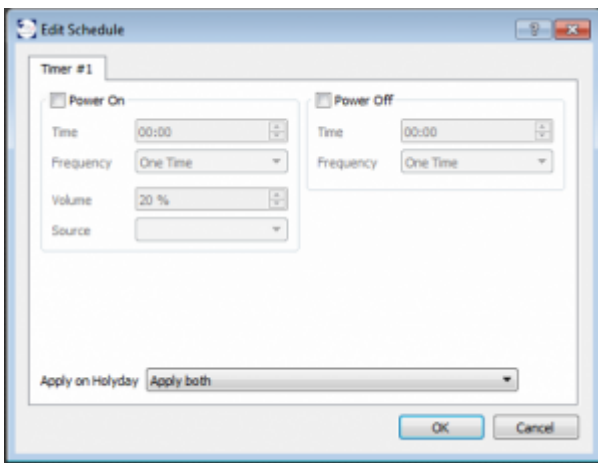 Edit Schedule
Timer #1
Power On
Time 00:00
Frequency One Time
Volume 20 %
Source
Power Off
Time 00:00
Frequency One Time
Apply on Holyday Apply both
OK Cancel